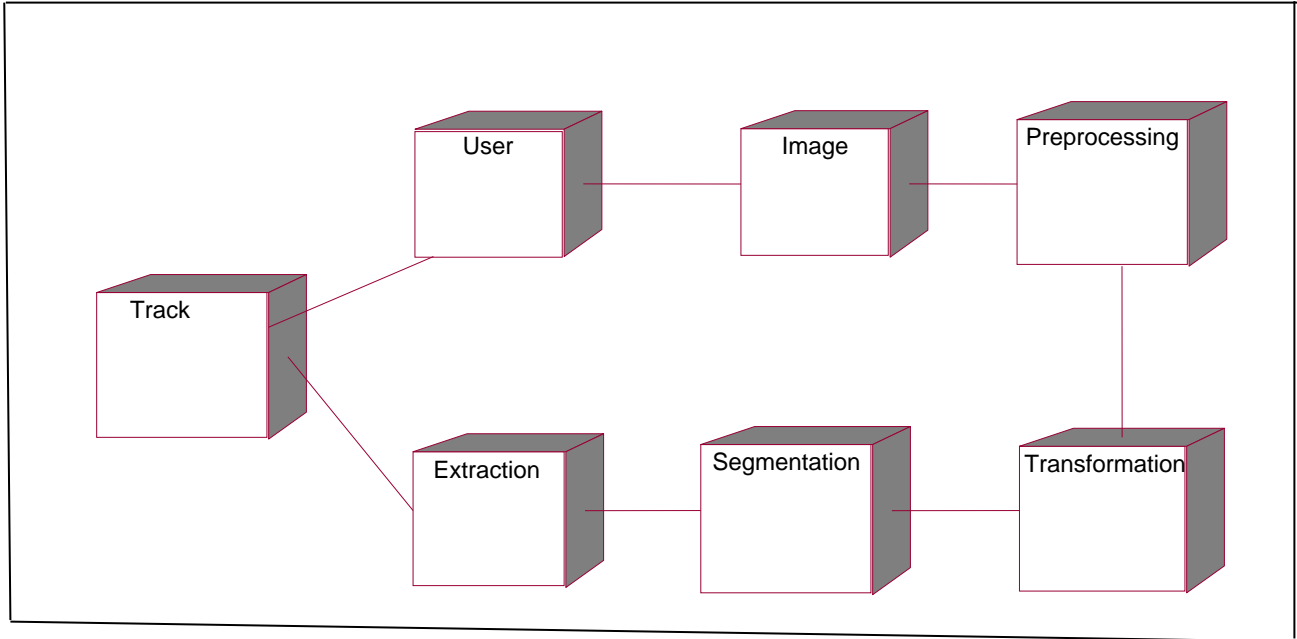 User
Image
Preprocessing
Track
Extraction
Segmentation
Transformation